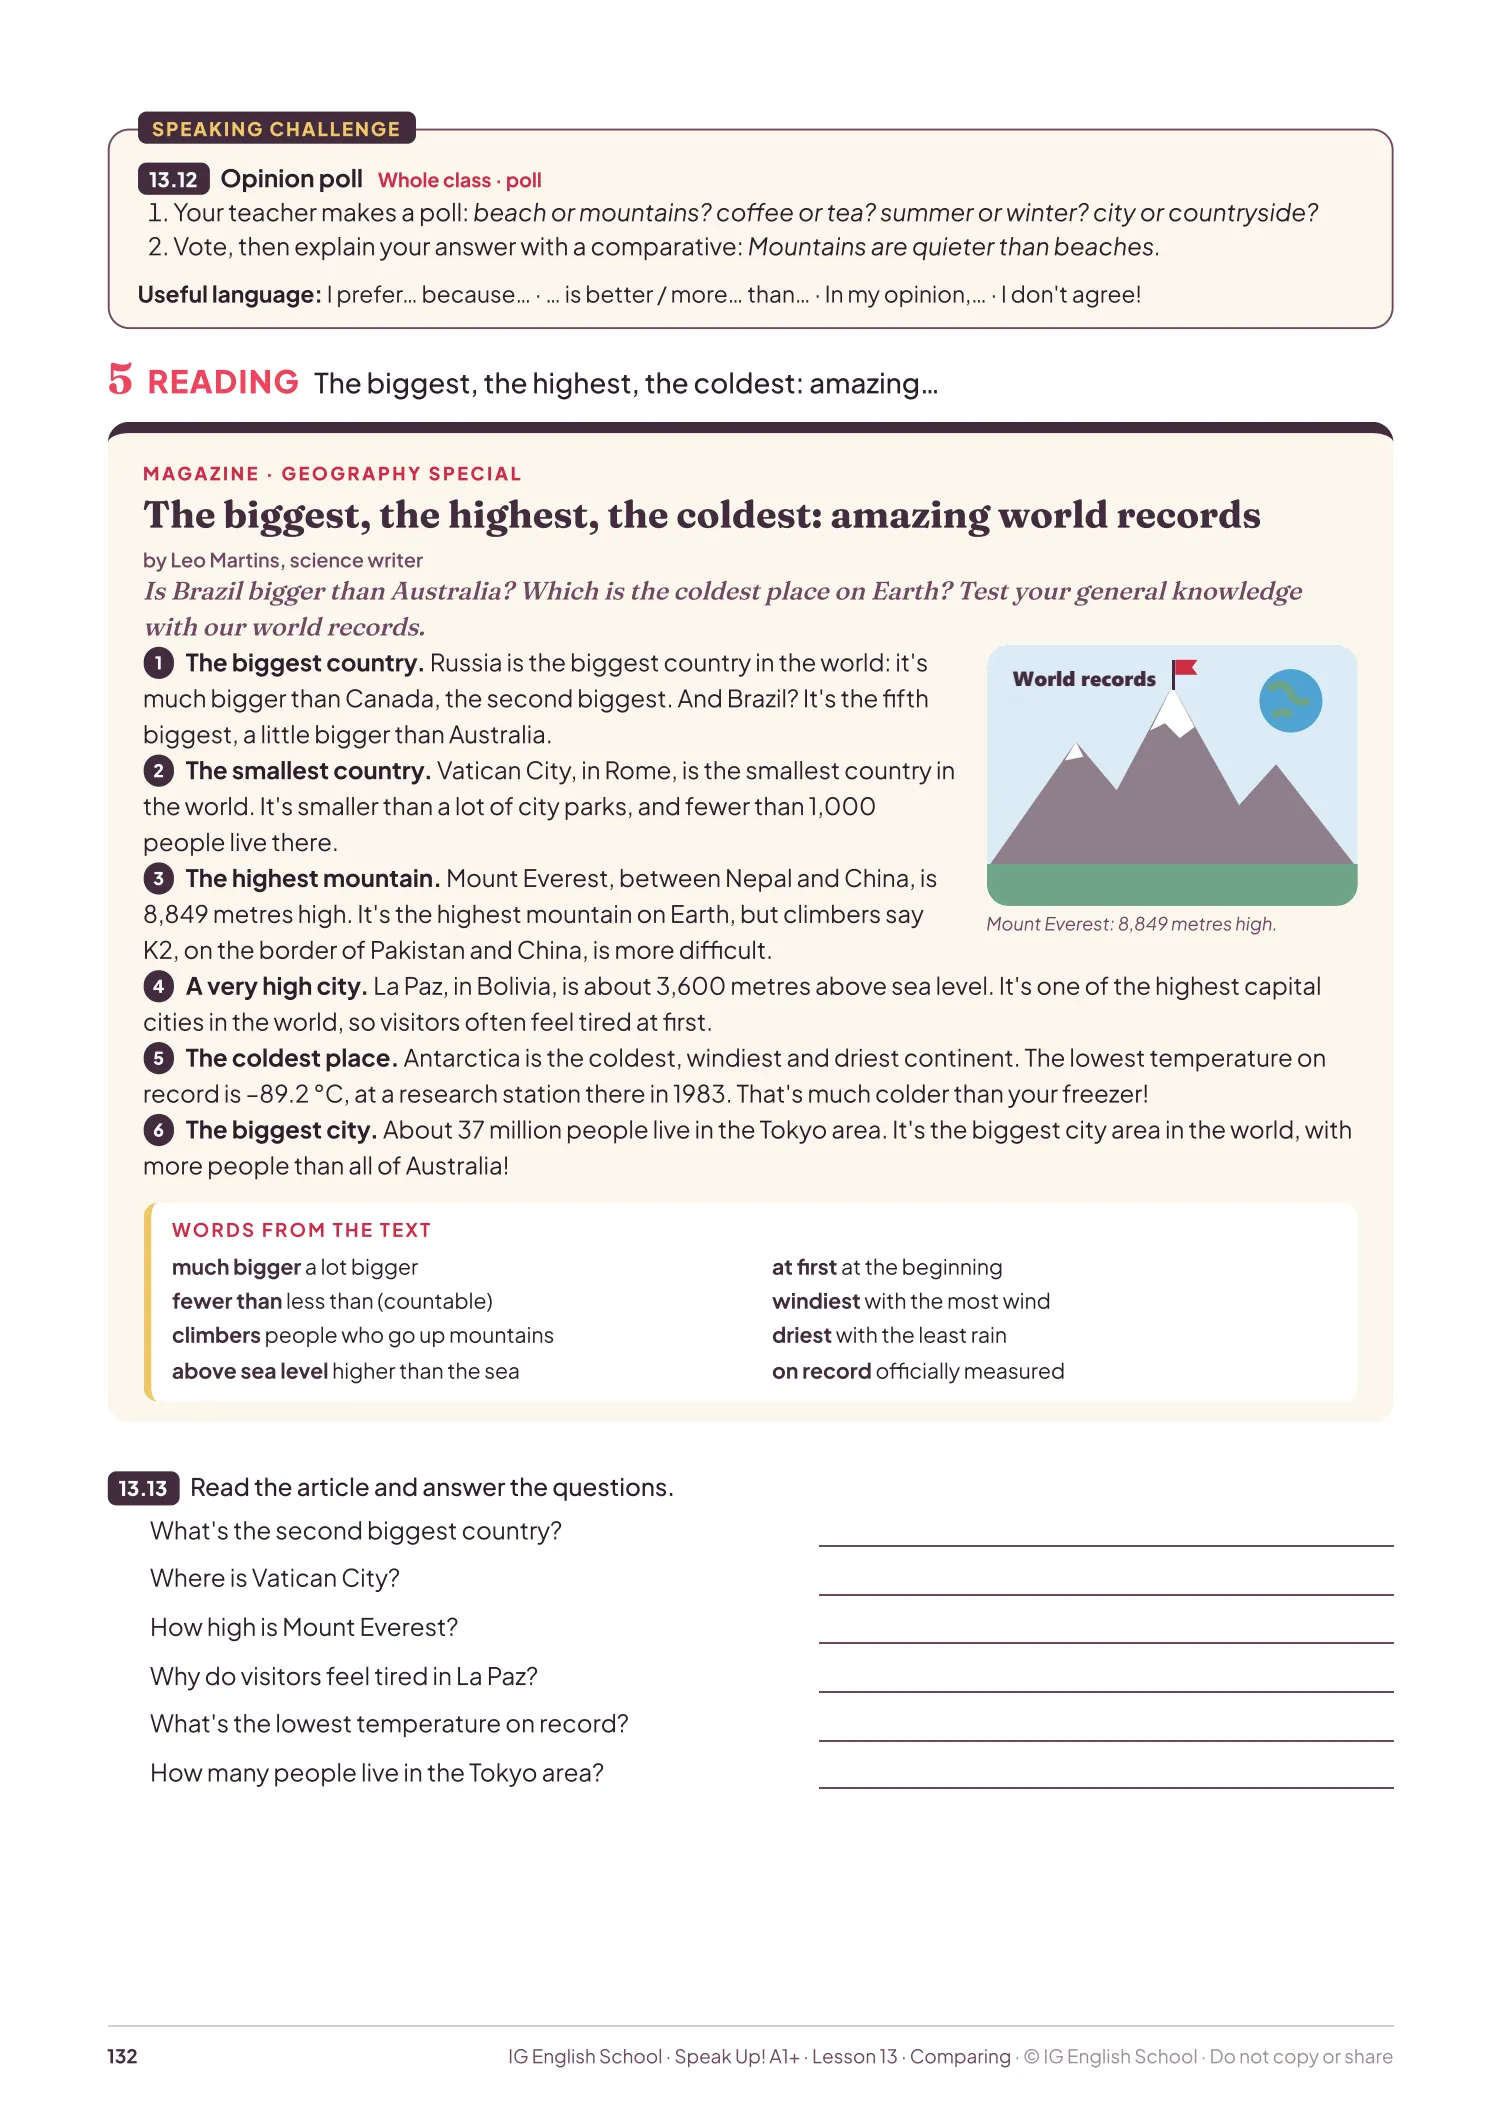 SPEAKING CHALLENGE
13.12 Opinion poll Whole class · poll
1. Your teacher makes a poll: beach or mountains? coffee or tea? summer or winter? city or countryside?
2. Vote, then explain your answer with a comparative: Mountains are quieter than beaches.
Useful language: I prefer… because… · … is better / more… than… · In my opinion,… · I don't agree!
5 READING The biggest, the highest, the coldest: amazing…
MAGAZINE · GEOGRAPHY SPECIAL
The biggest, the highest, the coldest: amazing world records
by Leo Martins, science writer
Is Brazil bigger than Australia? Which is the coldest place on Earth? Test your general knowledge
with our world records.
1 The biggest country. Russia is the biggest country in the world: it's
much bigger than Canada, the second biggest. And Brazil? It's the fifth
biggest, a little bigger than Australia.
2 The smallest country. Vatican City, in Rome, is the smallest country in
the world. It's smaller than a lot of city parks, and fewer than 1,000
people live there.
3 The highest mountain. Mount Everest, between Nepal and China, is
8,849 metres high. It's the highest mountain on Earth, but climbers say
K2, on the border of Pakistan and China, is more difficult.
World records
Mount Everest: 8,849 metres high.
4 A very high city. La Paz, in Bolivia, is about 3,600 metres above sea level. It's one of the highest capital
cities in the world, so visitors often feel tired at first.
5 The coldest place. Antarctica is the coldest, windiest and driest continent. The lowest temperature on
record is –89.2 °C, at a research station there in 1983. That's much colder than your freezer!
6 The biggest city. About 37 million people live in the Tokyo area. It's the biggest city area in the world, with
more people than all of Australia!
WORDS FROM THE TEXT
much bigger a lot bigger
fewer than less than (countable)
climbers people who go up mountains
above sea level higher than the sea
at first at the beginning
windiest with the most wind
driest with the least rain
on record officially measured
13.13 Read the article and answer the questions.
What's the second biggest country?
Where is Vatican City?
How high is Mount Everest?
Why do visitors feel tired in La Paz?
What's the lowest temperature on record?
How many people live in the Tokyo area?
132 IG English School · Speak Up! A1+ · Lesson 13 · Comparing · © IG English School · Do not copy or share